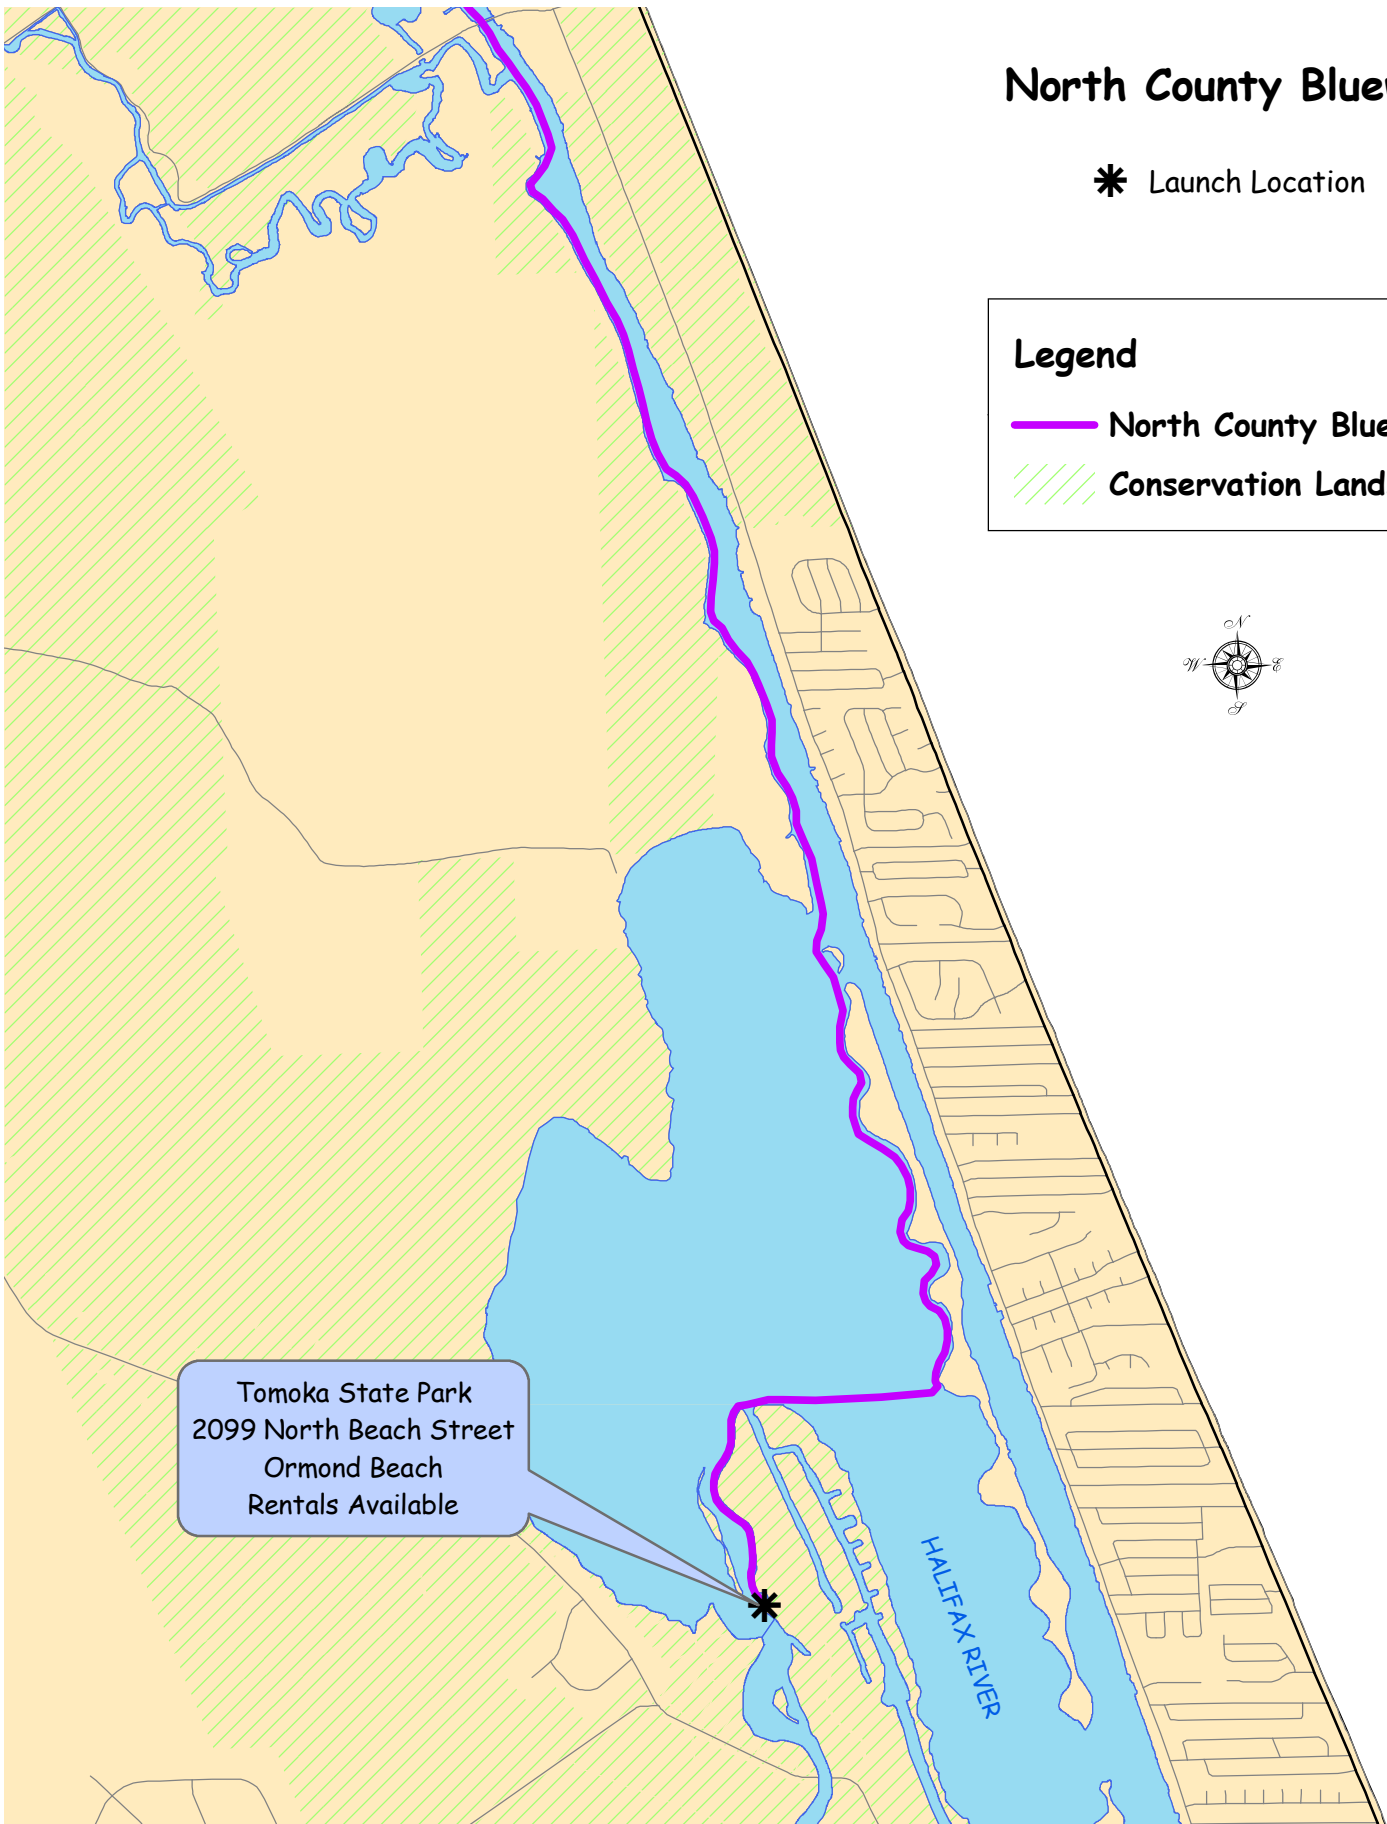 North County Blue
Launch Location
Legend
North County Blue
Conservation Land
N
W E
S
Tomoka State Park
2099 North Beach Street
Ormond Beach
Rentals Available
HALIFAX RIVER